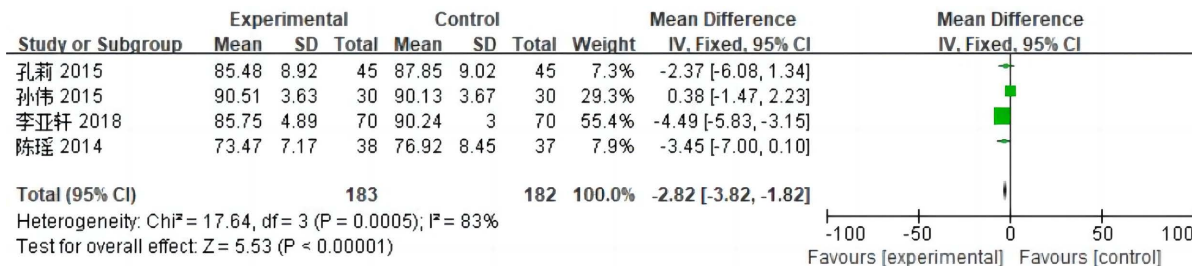 Experimental Control Mean Difference Mean Difference
Study or Subgroup Mean SD Total Mean SD Total Weight IV, Fixed, 95% CI IV, Fixed, 95% CI
孔莉 2015 85.48 8.92 45 87.85 9.02 45 7.3% -2.37 [-6.08, 1.34]
孙伟 2015 90.51 3.63 30 90.13 3.67 30 29.3% 0.38 [-1.47, 2.23]
李亚轩 2018 85.75 4.89 70 90.24 3 70 55.4% -4.49 [-5.83, -3.15]
陈瑶 2014 73.47 7.17 38 76.92 8.45 37 7.9% -3.45 [-7.00, 0.10]
Total (95% CI) 183 182 100.0% -2.82 [-3.82, -1.82]
Heterogeneity: Chi² = 17.64, df = 3 (P = 0.0005); I² = 83%
Test for overall effect: Z = 5.53 (P < 0.00001)
-100 -50 0 50 100
Favours [experimental] Favours [control]